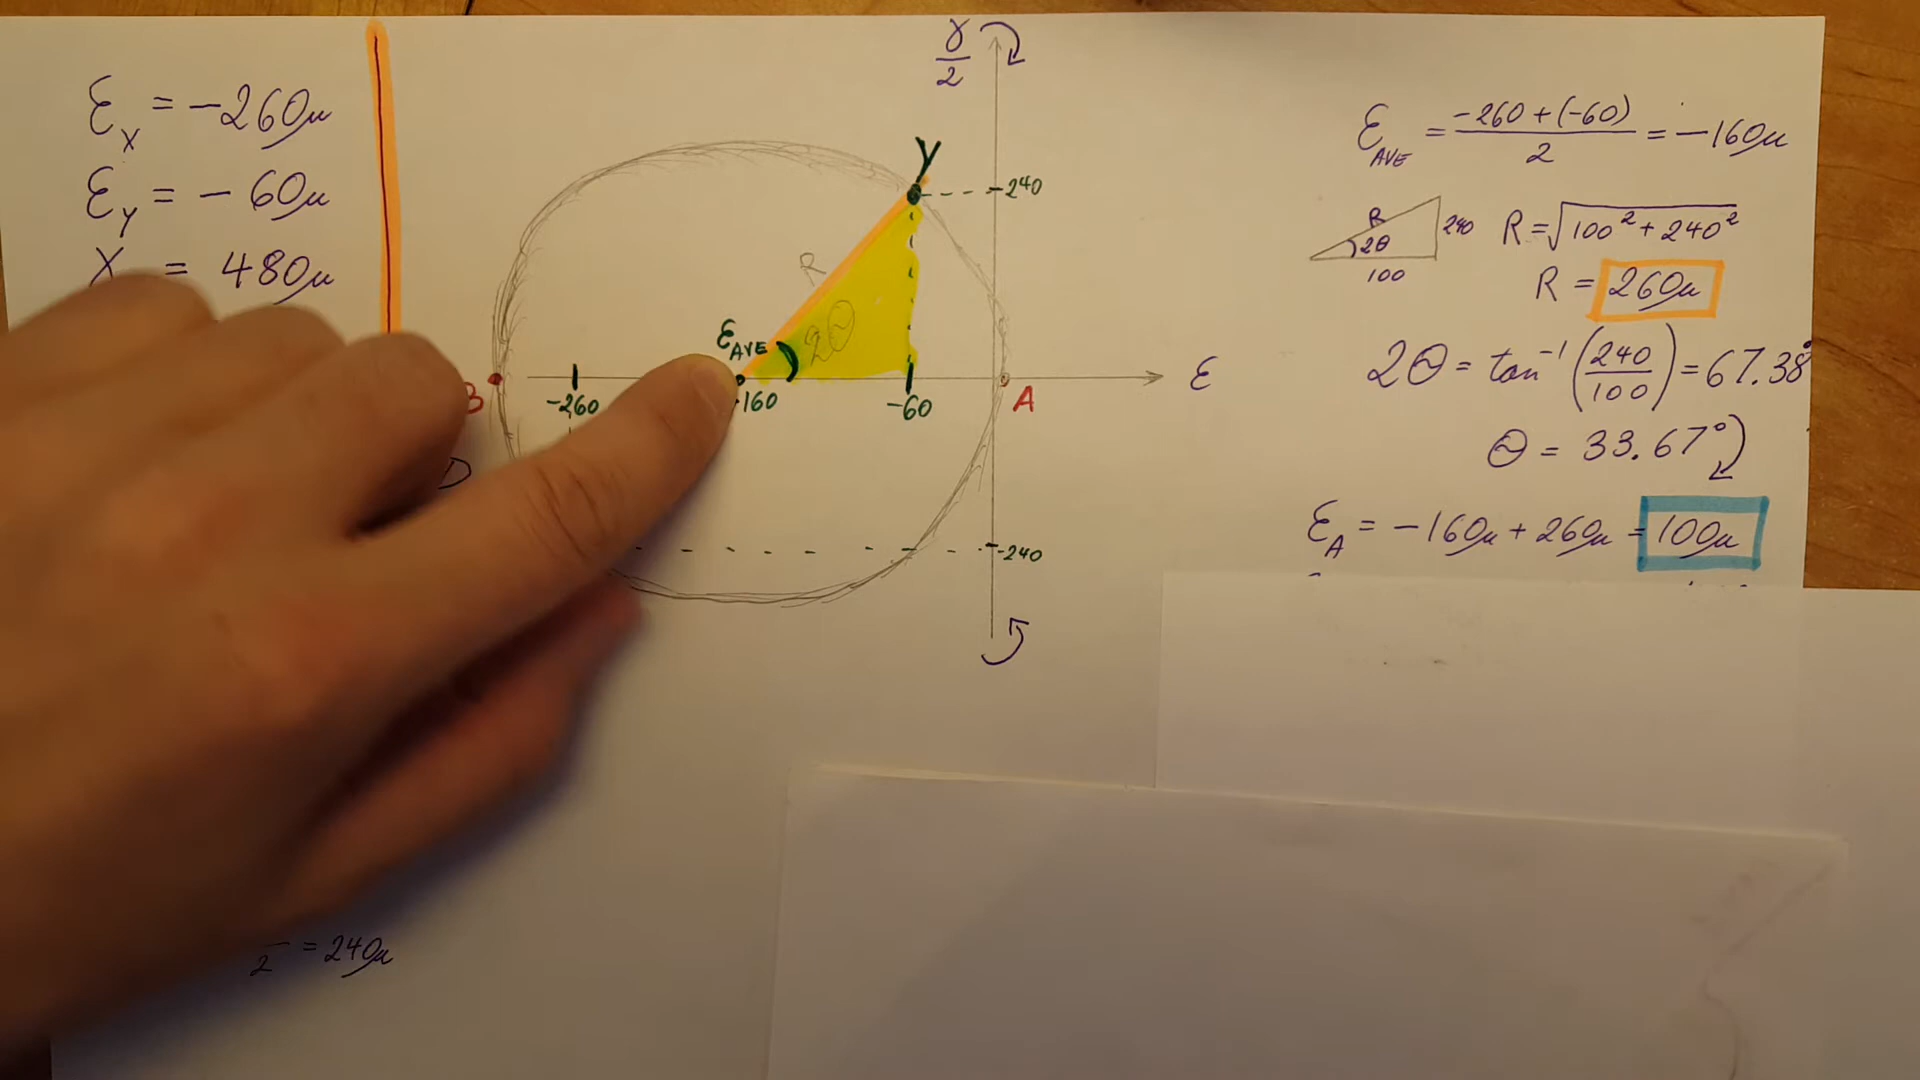 εx = -260μ
εy = -60μ
γ = 480μ
γ/2
Y
240
R
2θ
εAVE
ε
B
-260
-160
-60
A
-240
/2 = 240μ
εAVE = (-260 + (-60))/2 = -160μ
R
2θ
240
100
R = √(100² + 240²)
R = 260μ
2θ = tan⁻¹(240/100) = 67.38°
θ = 33.67°
εA = -160μ + 260μ = 100μ